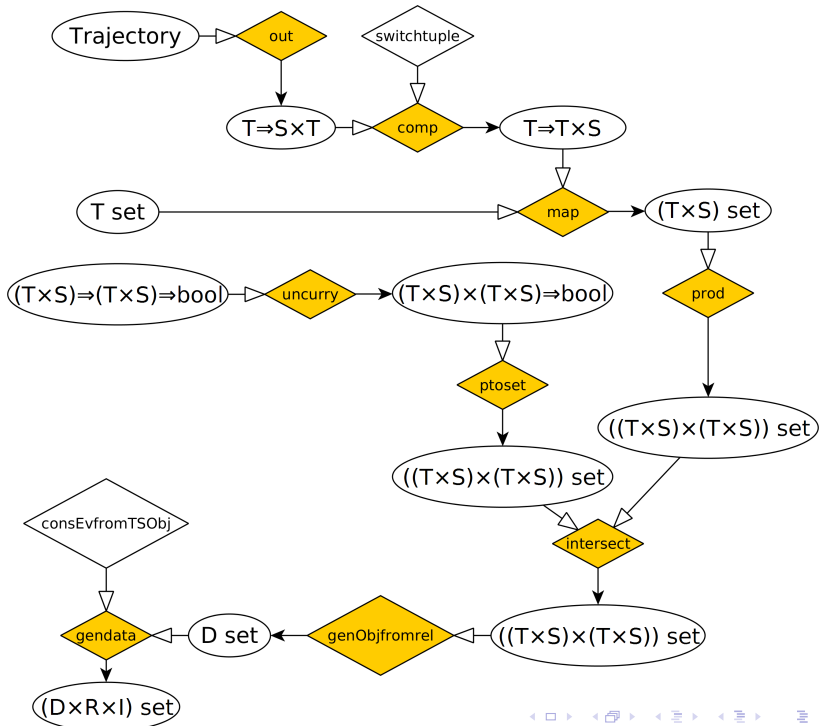 Trajectory
out
switchtuple
T⇒S×T
comp
T⇒T×S
T set
map
(T×S) set
(T×S)⇒(T×S)⇒bool
uncurry
(T×S)×(T×S)⇒bool
prod
ptoset
((T×S)×(T×S)) set
((T×S)×(T×S)) set
consEvfromTSObj
intersect
gendata
D set
genObjfromrel
((T×S)×(T×S)) set
(D×R×I) set